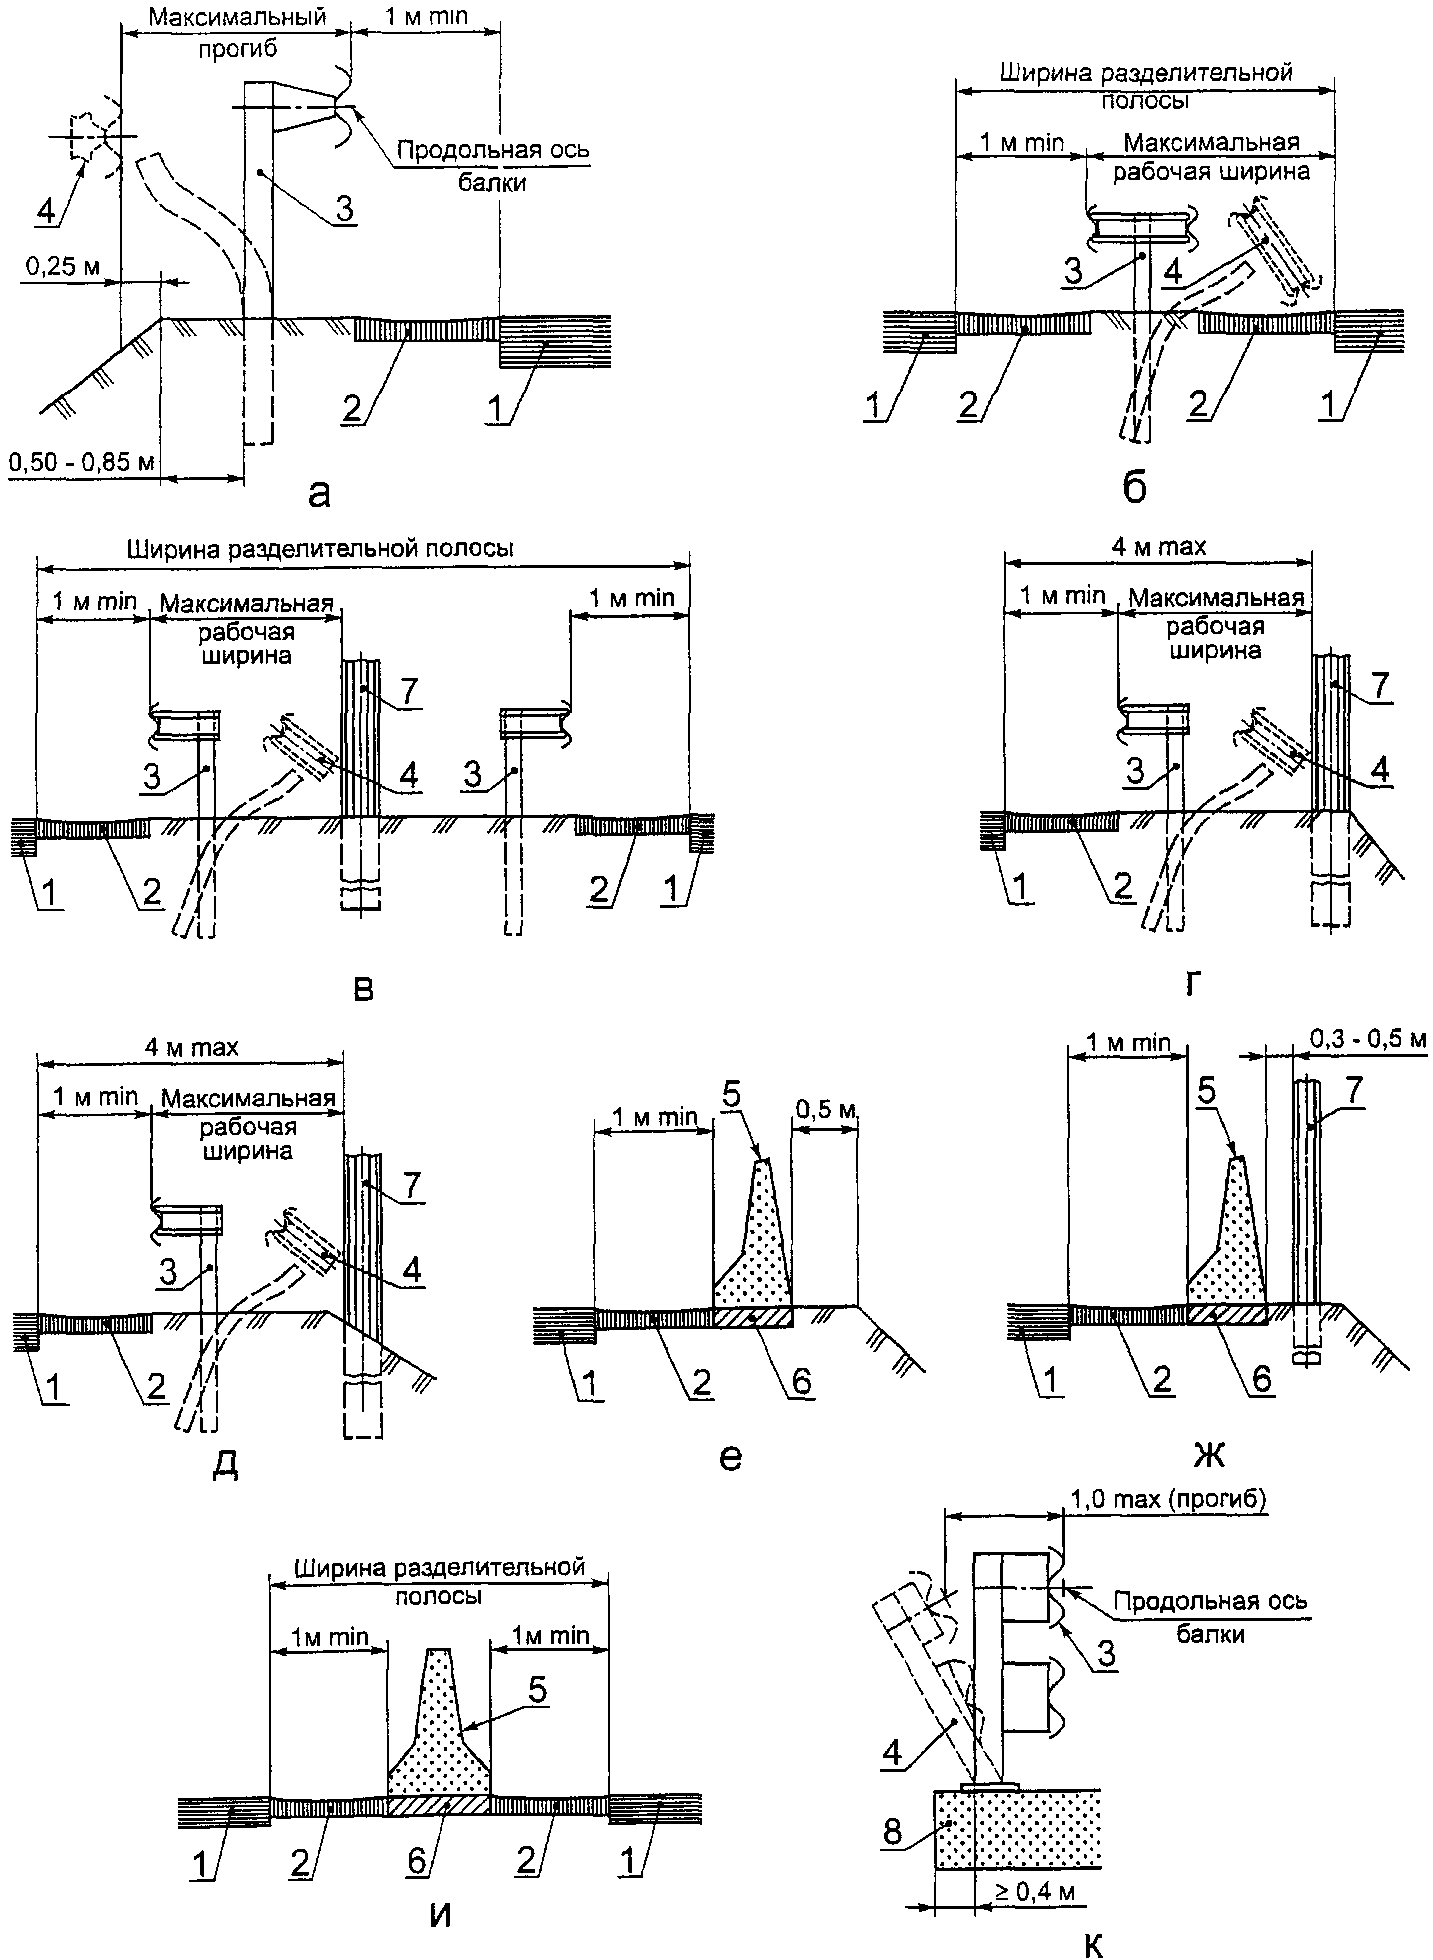 Максимальный
прогиб
1 м min
Продольная ось
балки
4
3
0,25 м
2
1
0,50 - 0,85 м
а
Ширина разделительной
полосы
1 м min
Максимальная
рабочая ширина
3
4
1
2
2
1
б
Ширина разделительной полосы
1 м min
Максимальная
рабочая
ширина
1 м min
7
3
4
3
1
2
2
1
в
4 м max
1 м min
Максимальная
рабочая
ширина
7
3
4
1
2
г
4 м max
1 м min
Максимальная
рабочая
ширина
7
3
4
1
2
д
1 м min
5
0,5 м
1
2
6
е
1 м min
0,3 - 0,5 м
5
7
1
2
6
ж
Ширина разделительной
полосы
1м min
1м min
5
1
2
6
2
1
и
1,0 max (прогиб)
Продольная ось
балки
3
4
8
≥ 0,4 м
к